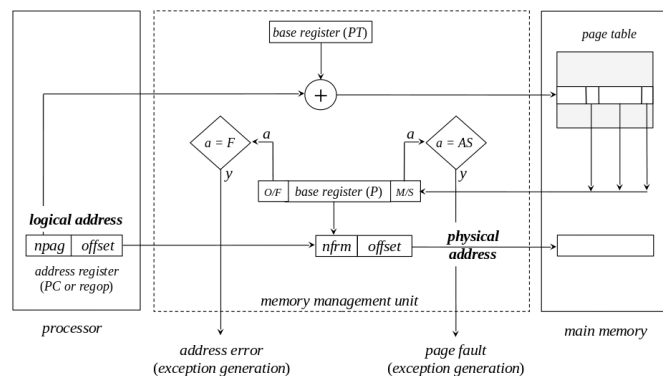 base register (PT)
page table
+
a = F
a
a
a = AS
y
y
O/F
base register (P)
M/S
logical address
npag
offset
nfrm
offset
physical
address
address register
(PC or regop)
memory management unit
processor
main memory
address error
(exception generation)
page fault
(exception generation)